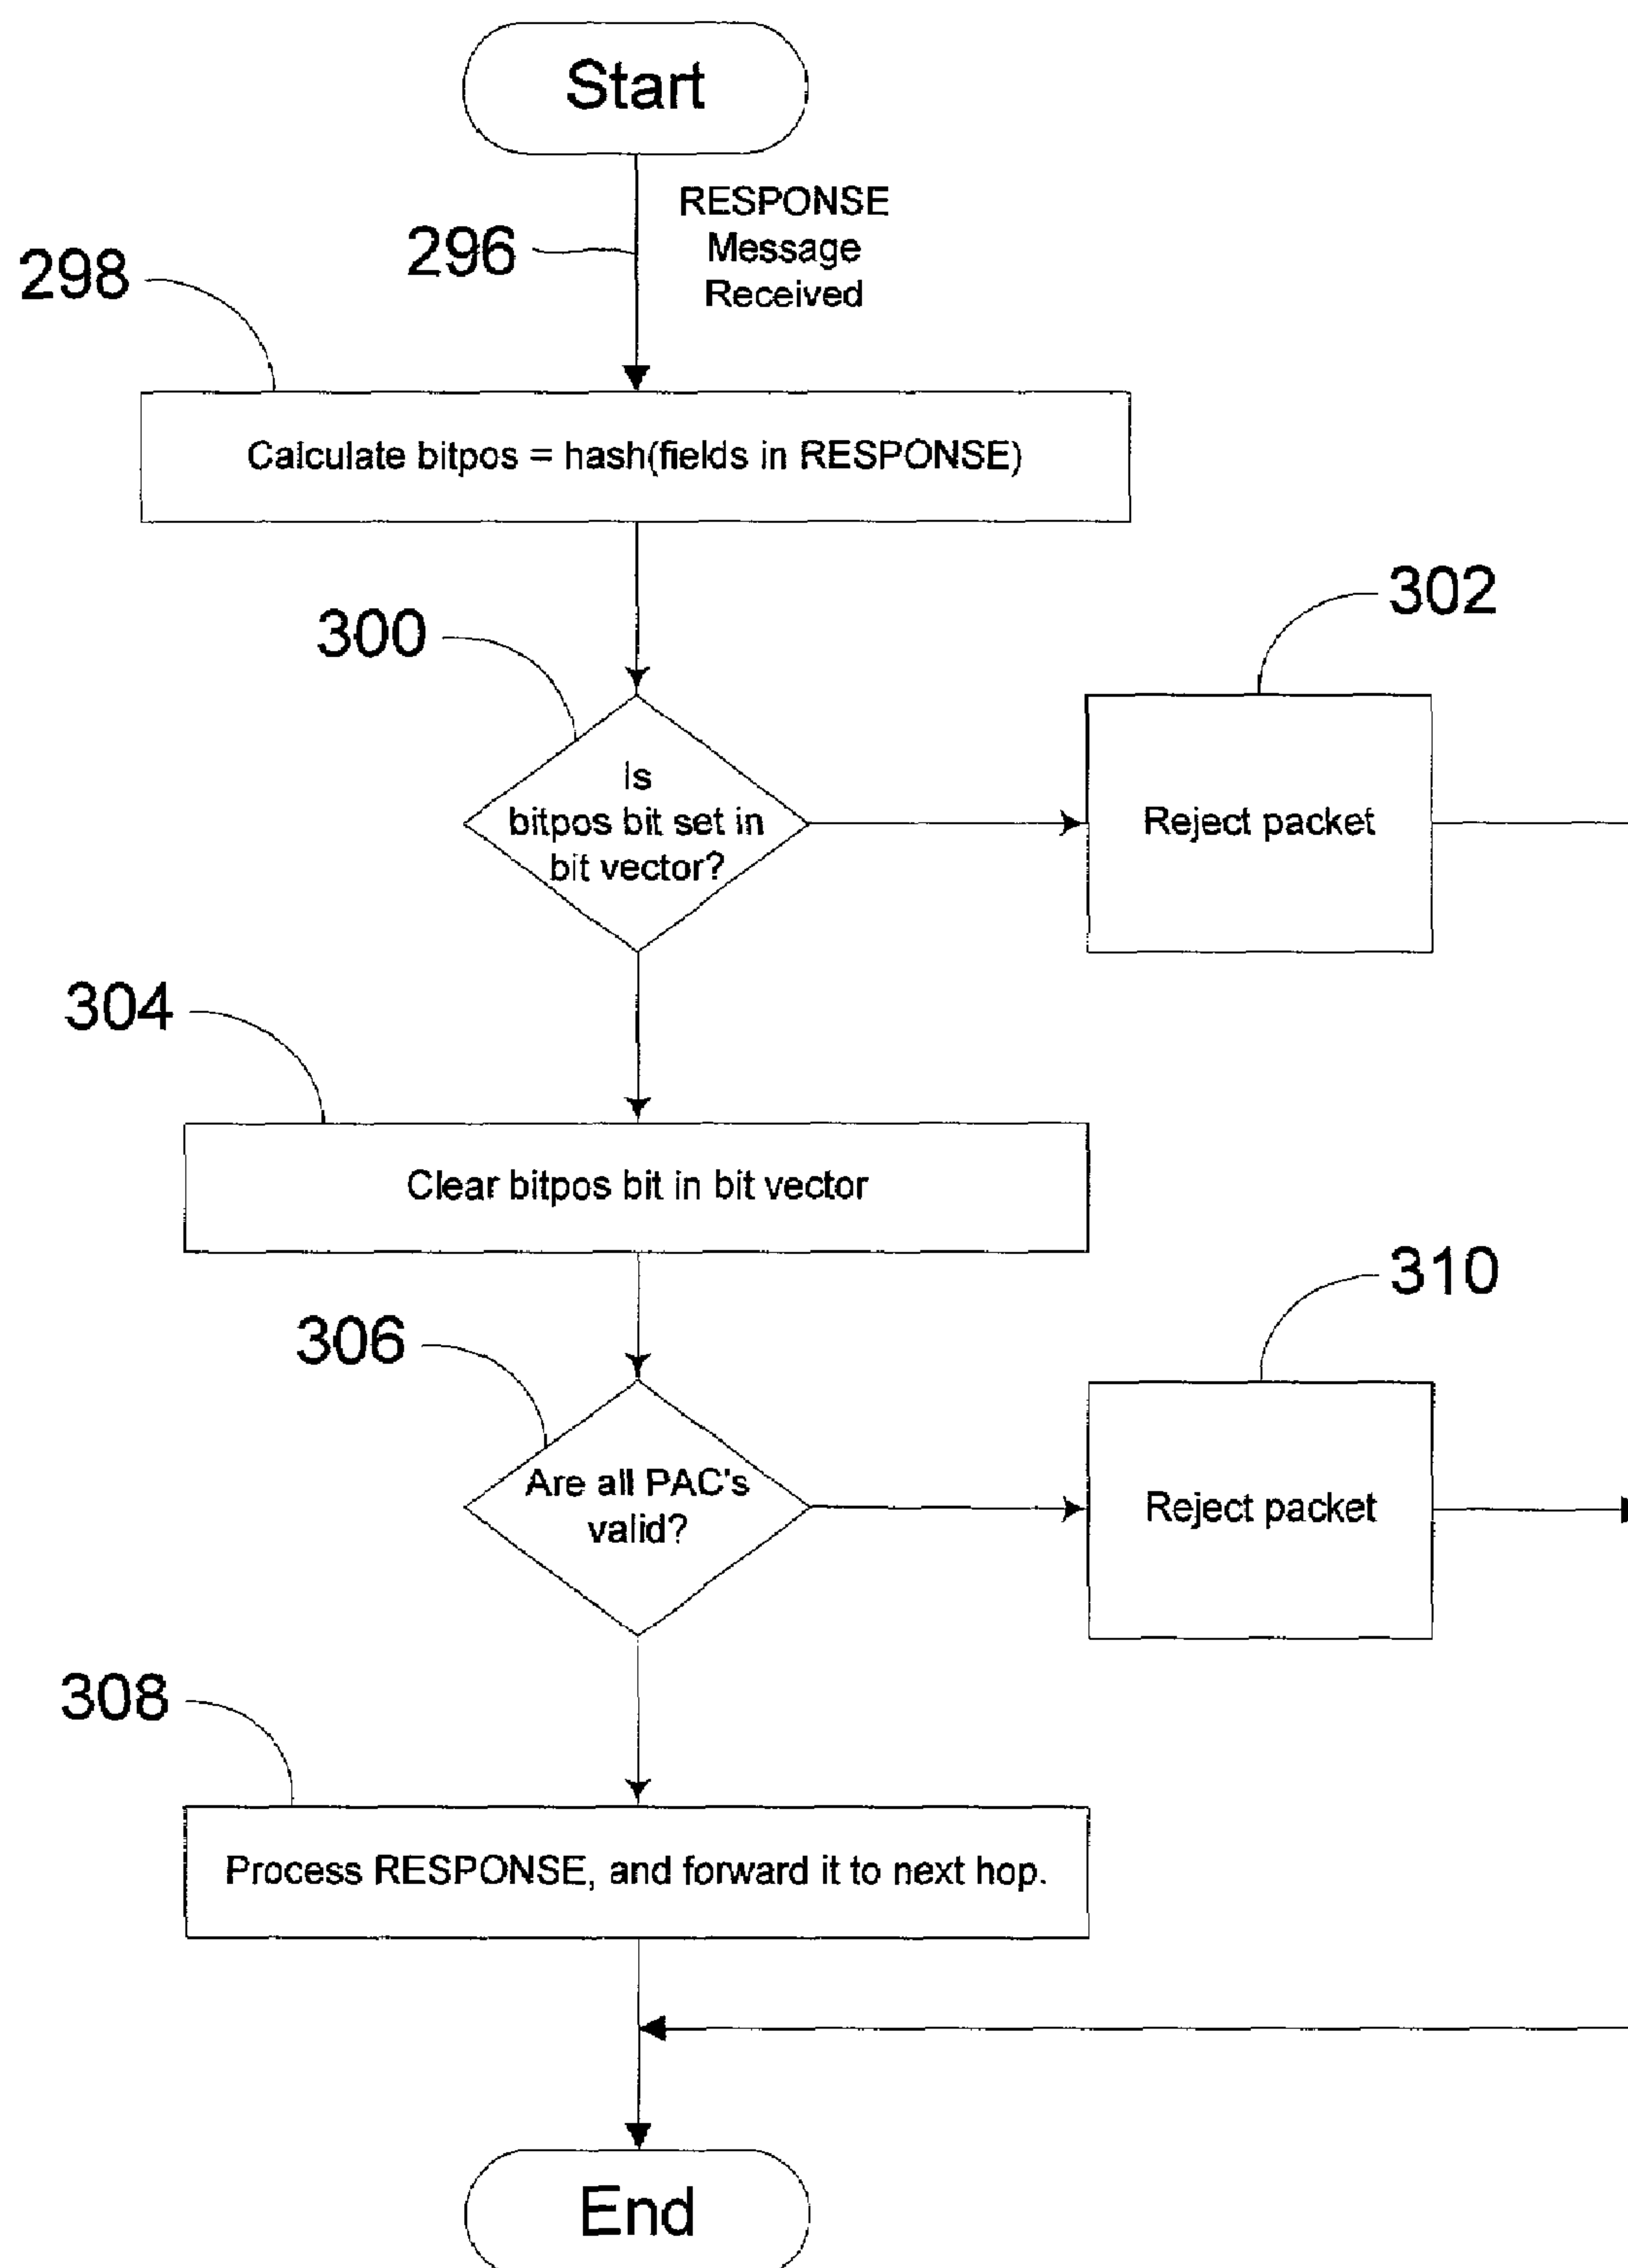 Start
RESPONSE
Message
Received
296
298
Calculate bitpos = hash(fields in RESPONSE)
300
302
Is
bitpos bit set in
bit vector?
Reject packet
304
Clear bitpos bit in bit vector
306
310
Are all PAC's
valid?
Reject packet
308
Process RESPONSE, and forward it to next hop.
End